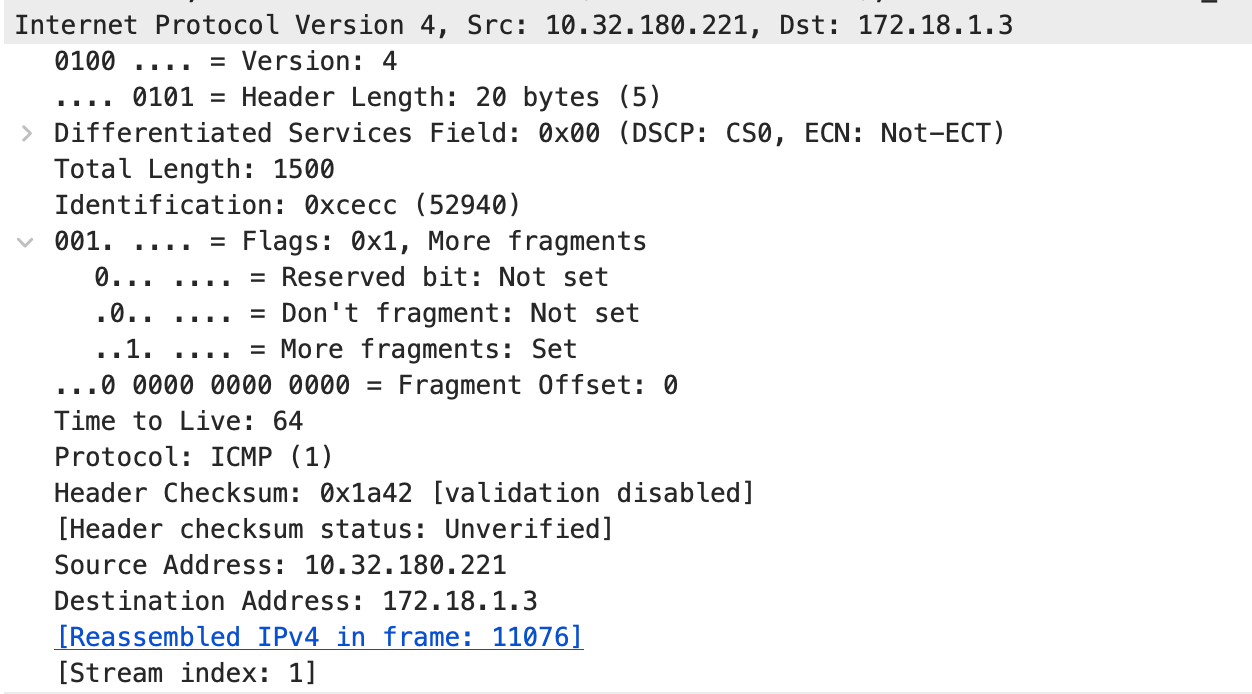 Internet Protocol Version 4, Src: 10.32.180.221, Dst: 172.18.1.3
0100 .... = Version: 4
.... 0101 = Header Length: 20 bytes (5)
Differentiated Services Field: 0x00 (DSCP: CS0, ECN: Not-ECT)
Total Length: 1500
Identification: 0xcecc (52940)
001. .... = Flags: 0x1, More fragments
0... .... = Reserved bit: Not set
.0.. .... = Don't fragment: Not set
..1. .... = More fragments: Set
...0 0000 0000 0000 = Fragment Offset: 0
Time to Live: 64
Protocol: ICMP (1)
Header Checksum: 0x1a42 [validation disabled]
[Header checksum status: Unverified]
Source Address: 10.32.180.221
Destination Address: 172.18.1.3
[Reassembled IPv4 in frame: 11076]
[Stream index: 1]